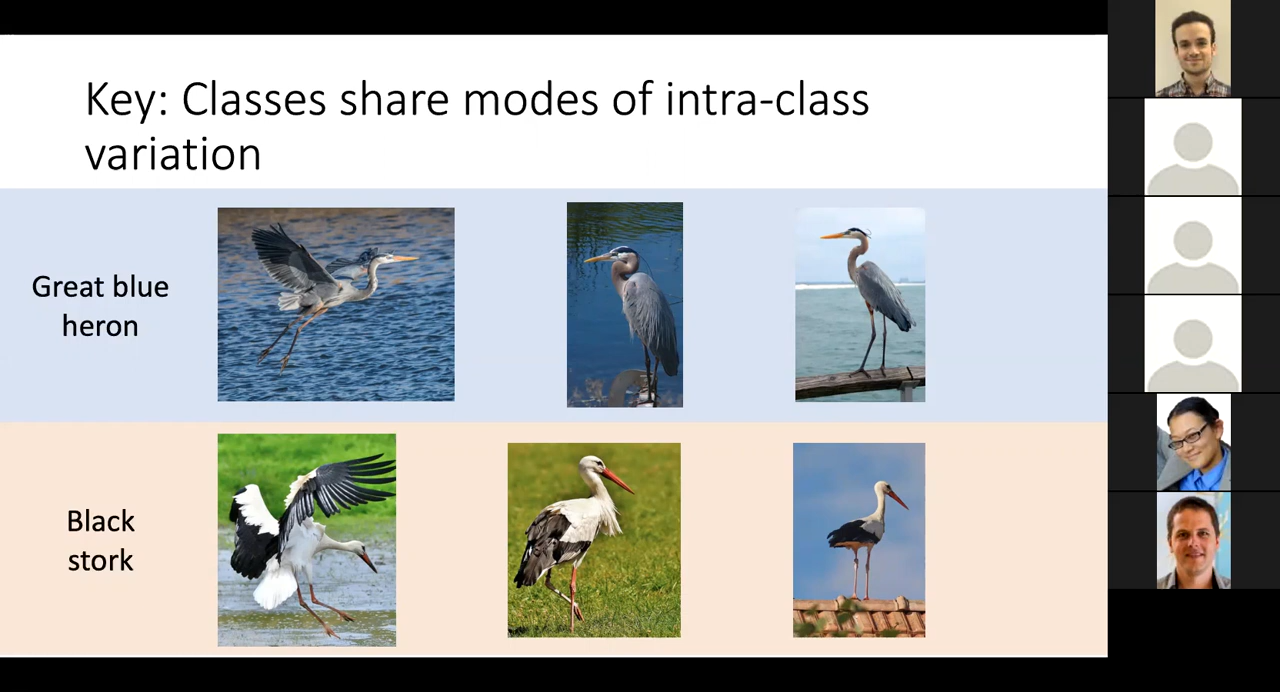 Key: Classes share modes of intra-class
variation
Great blue
heron
Black
stork